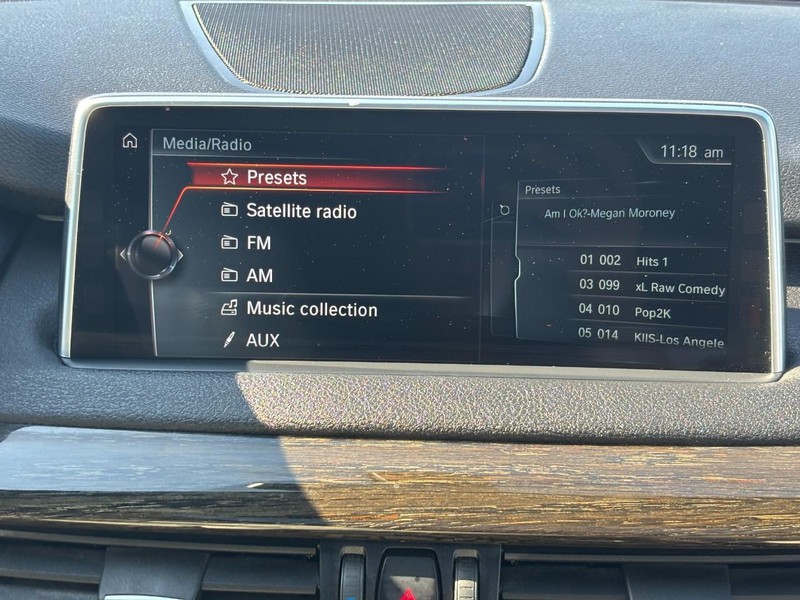 Media/Radio
11:18 am
Presets
Satellite radio
FM
AM
Music collection
AUX
Presets
Am I Ok?-Megan Moroney
01 002 Hits 1
03 099 xL Raw Comedy
04 010 Pop2K
05 014 KIIS-Los Angele